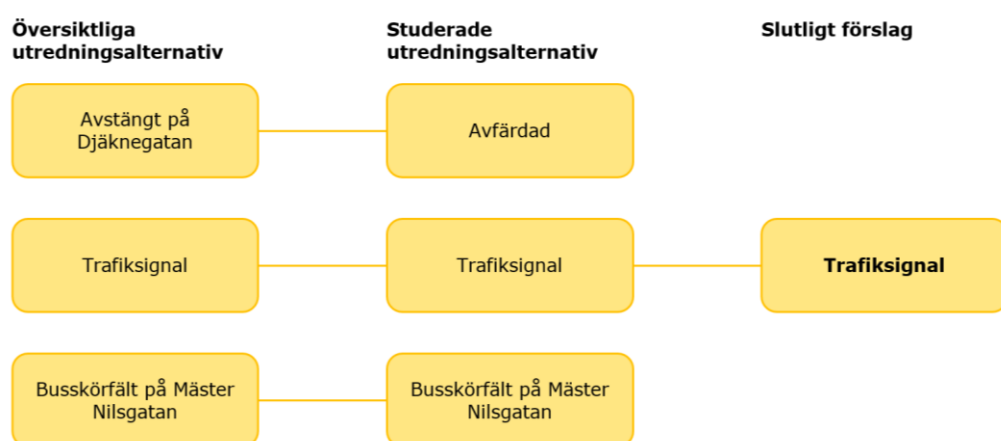 Översiktliga
utredningsalternativ
Studerade
utredningsalternativ
Slutligt förslag
Avstängt på
Djäknegatan
Avfärdad
Trafiksignal
Trafiksignal
Trafiksignal
Busskörfält på Mäster
Nilsgatan
Busskörfält på Mäster
Nilsgatan